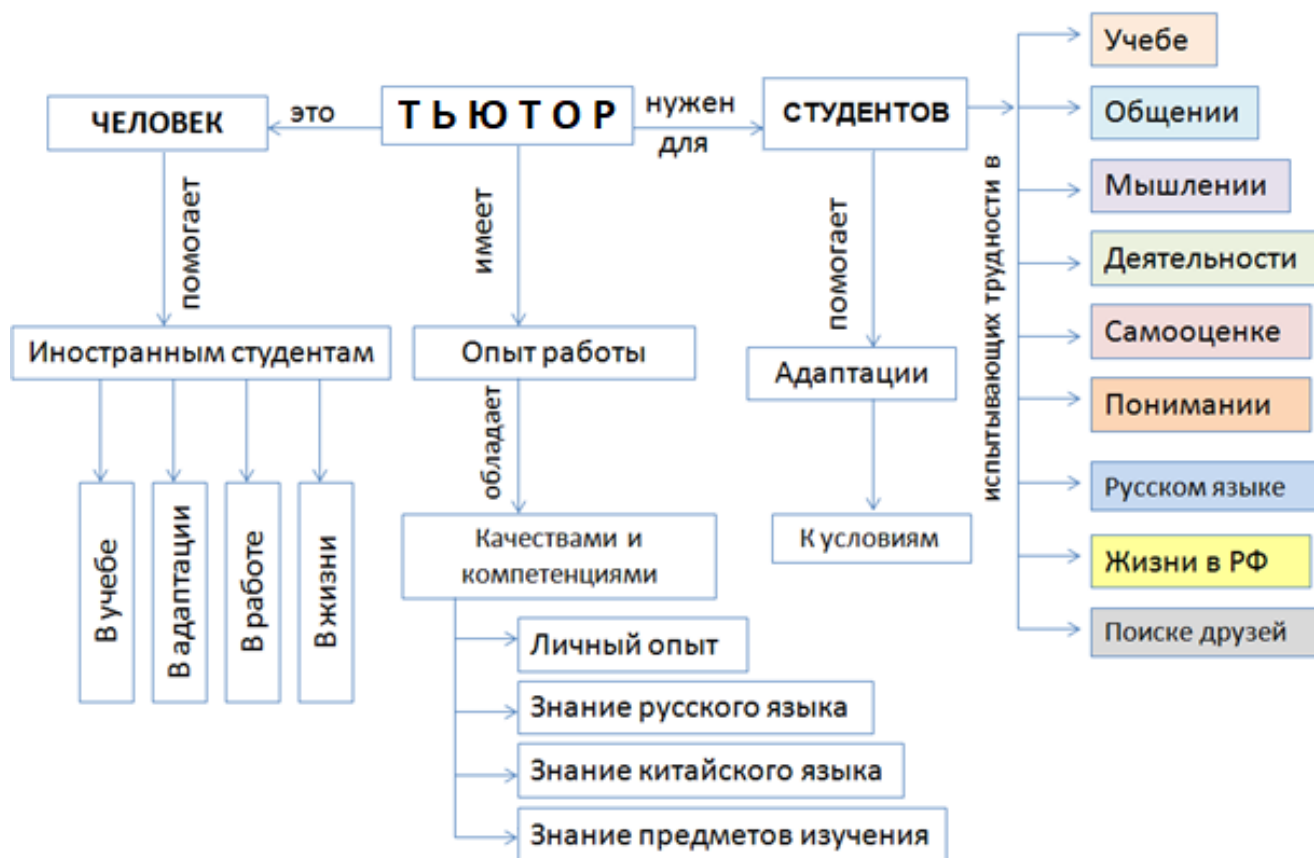 ЧЕЛОВЕК
это
Т Ь Ю Т О Р
нужен
для
СТУДЕНТОВ
помогает
имеет
помогает
испытывающих трудности в
Учебе
Общении
Мышлении
Деятельности
Самооценке
Понимании
Русском языке
Жизни в РФ
Поиске друзей
Иностранным студентам
В учебе
В адаптации
В работе
В жизни
Опыт работы
обладает
Качествами и
компетенциями
Личный опыт
Знание русского языка
Знание китайского языка
Знание предметов изучения
Адаптации
К условиям